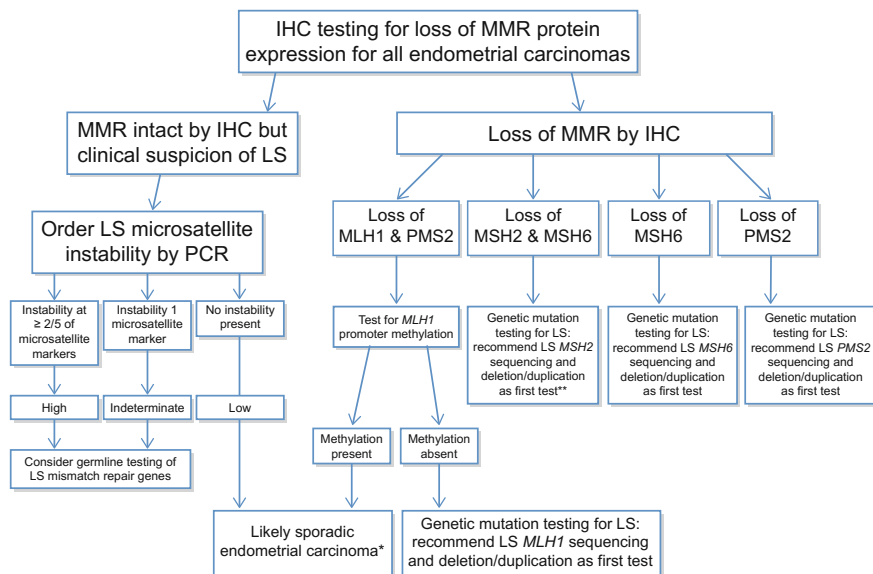 IHC testing for loss of MMR protein
expression for all endometrial carcinomas
MMR intact by IHC but
clinical suspicion of LS
Loss of MMR by IHC
Order LS microsatellite
instability by PCR
Loss of
MLH1 & PMS2
Loss of
MSH2 & MSH6
Loss of
MSH6
Loss of
PMS2
Instability at
≥ 2/5 of
microsatellite
markers
Instability 1
microsatellite
marker
No instability
present
Test for MLH1
promoter methylation
Genetic mutation
testing for LS:
recommend LS MSH2
sequencing and
deletion/duplication
as first test**
Genetic mutation
testing for LS:
recommend LS MSH6
sequencing and
deletion/duplication
as first test
Genetic mutation
testing for LS:
recommend LS PMS2
sequencing and
deletion/duplication
as first test
High
Indeterminate
Low
Methylation
present
Methylation
absent
Consider germline testing of
LS mismatch repair genes
Likely sporadic
endometrial carcinoma*
Genetic mutation testing for LS:
recommend LS MLH1 sequencing
and deletion/duplication as first test